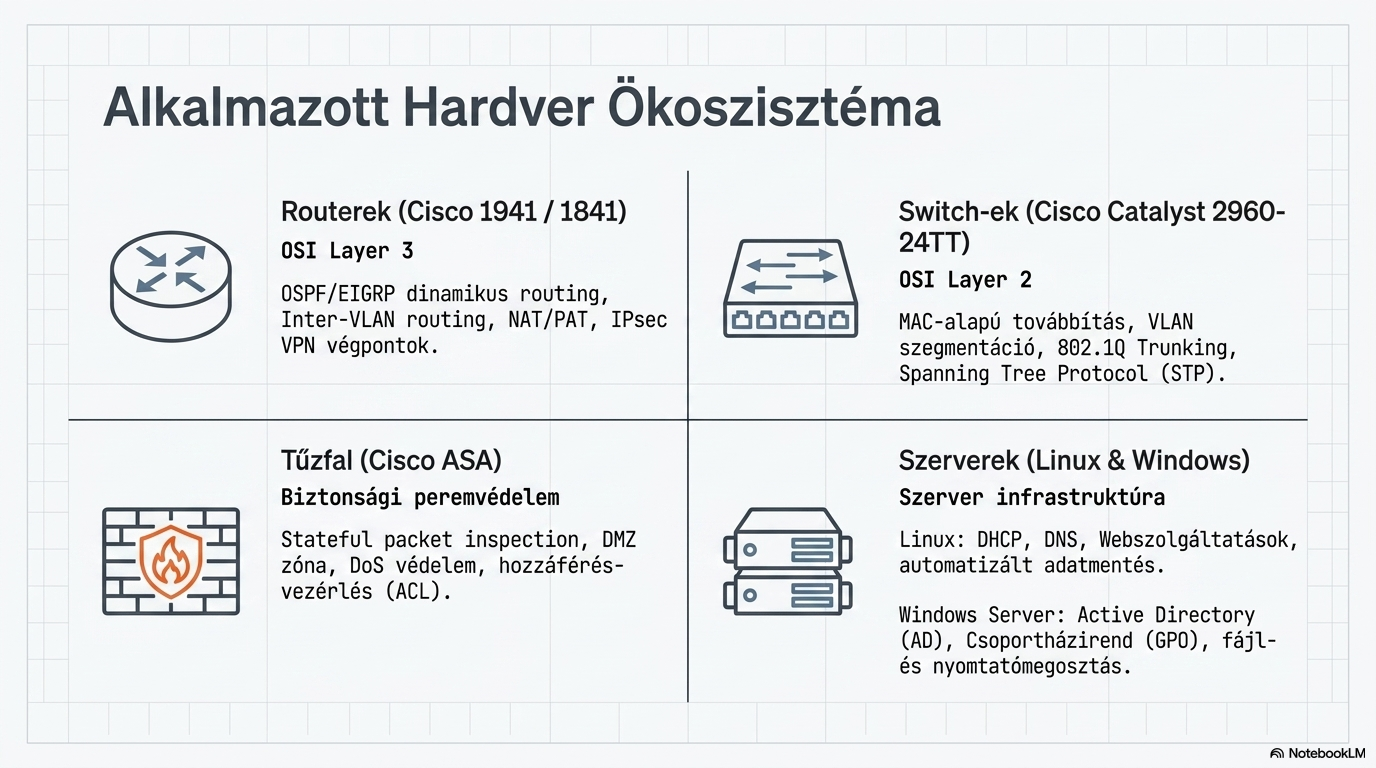 Alkalmazott Hardver Ökoszisztéma
Routerek (Cisco 1941 / 1841)
OSI Layer 3
OSPF/EIGRP dinamikus routing,
Inter-VLAN routing, NAT/PAT, IPsec
VPN végpontok.
Switch-ek (Cisco Catalyst 2960-
24TT)
OSI Layer 2
MAC-alapú továbbítás, VLAN
szegmentáció, 802.1Q Trunking,
Spanning Tree Protocol (STP).
Tűzfal (Cisco ASA)
Biztonsági peremvédelem
Stateful packet inspection, DMZ
zóna, DoS védelem, hozzáférés-
vezérlés (ACL).
Szerverek (Linux & Windows)
Szerver infrastruktúra
Linux: DHCP, DNS, Webszolgáltatások,
automatizált adatmentés.
Windows Server: Active Directory
(AD), Csoportházirend (GPO), fájl-
és nyomtatómegosztás.
NotebookLM